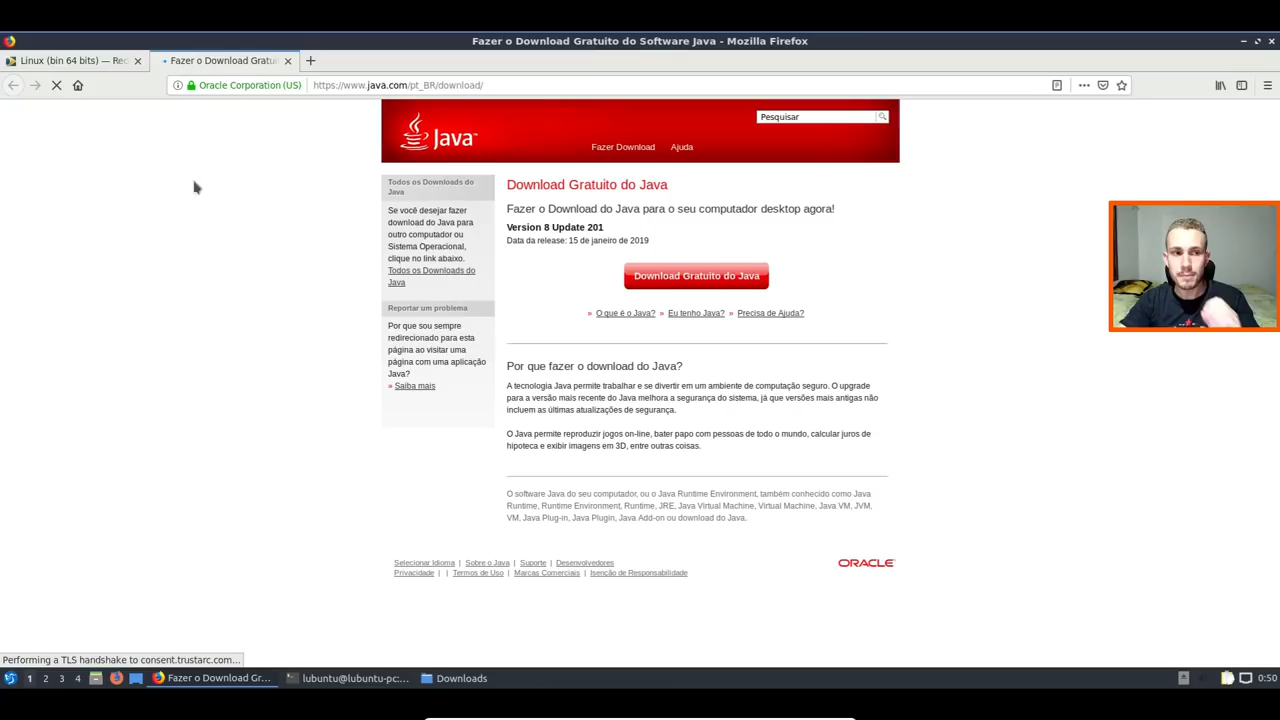 Fazer o Download Gratuito do Software Java - Mozilla Firefox
Linux (bin 64 bits) — Rec
Fazer o Download Gratui
Oracle Corporation (US)
https://www.java.com/pt_BR/download/
Java
Pesquisar
Fazer Download
Ajuda
Todos os Downloads do
Java
Se você desejar fazer
download do Java para
outro computador ou
Sistema Operacional,
clique no link abaixo.
Todos os Downloads do
Java
Reportar um problema
Por que sou sempre
redirecionado para esta
página ao visitar uma
página com uma aplicação
Java?
» Saiba mais
Download Gratuito do Java
Fazer o Download do Java para o seu computador desktop agora!
Version 8 Update 201
Data da release: 15 de janeiro de 2019
Download Gratuito do Java
» O que é o Java? » Eu tenho Java? » Precisa de Ajuda?
Por que fazer o download do Java?
A tecnologia Java permite trabalhar e se divertir em um ambiente de computação seguro. O upgrade
para a versão mais recente do Java melhora a segurança do sistema, já que versões mais antigas não
incluem as últimas atualizações de segurança.
O Java permite reproduzir jogos on-line, bater papo com pessoas de todo o mundo, calcular juros de
hipoteca e exibir imagens em 3D, entre outras coisas.
O software Java do seu computador, ou o Java Runtime Environment, também conhecido como Java
Runtime, Runtime Environment, Runtime, JRE, Java Virtual Machine, Virtual Machine, Java VM, JVM,
VM, Java Plug-in, Java Plugin, Java Add-on ou download do Java.
Selecionar Idioma | Sobre o Java | Suporte | Desenvolvedores
Privacidade | | Termos de Uso | Marcas Comerciais | Isenção de Responsabilidade
ORACLE
Performing a TLS handshake to consent.trustarc.com...
1 2 3 4
Fazer o Download Gr...
lubuntu@lubuntu-pc:...
Downloads
0:50